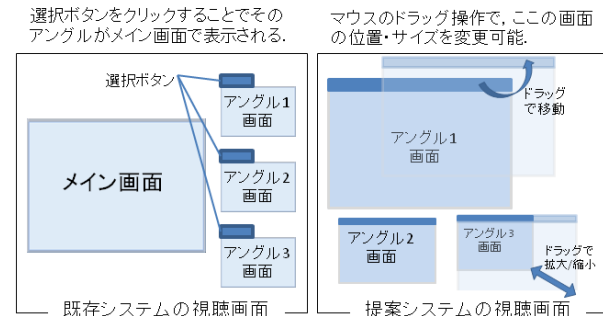 選択ボタンをクリックすることでその
アングルがメイン画面で表示される.
選択ボタン
アングル1
画面
メイン画面
アングル2
画面
アングル3
画面
既存システムの視聴画面
マウスのドラッグ操作で, ここの画面
の位置・サイズを変更可能.
ドラッグ
で移動
アングル1
画面
アングル2
画面
アングル3
画面
ドラッグで
拡大/縮小
提案システムの視聴画面